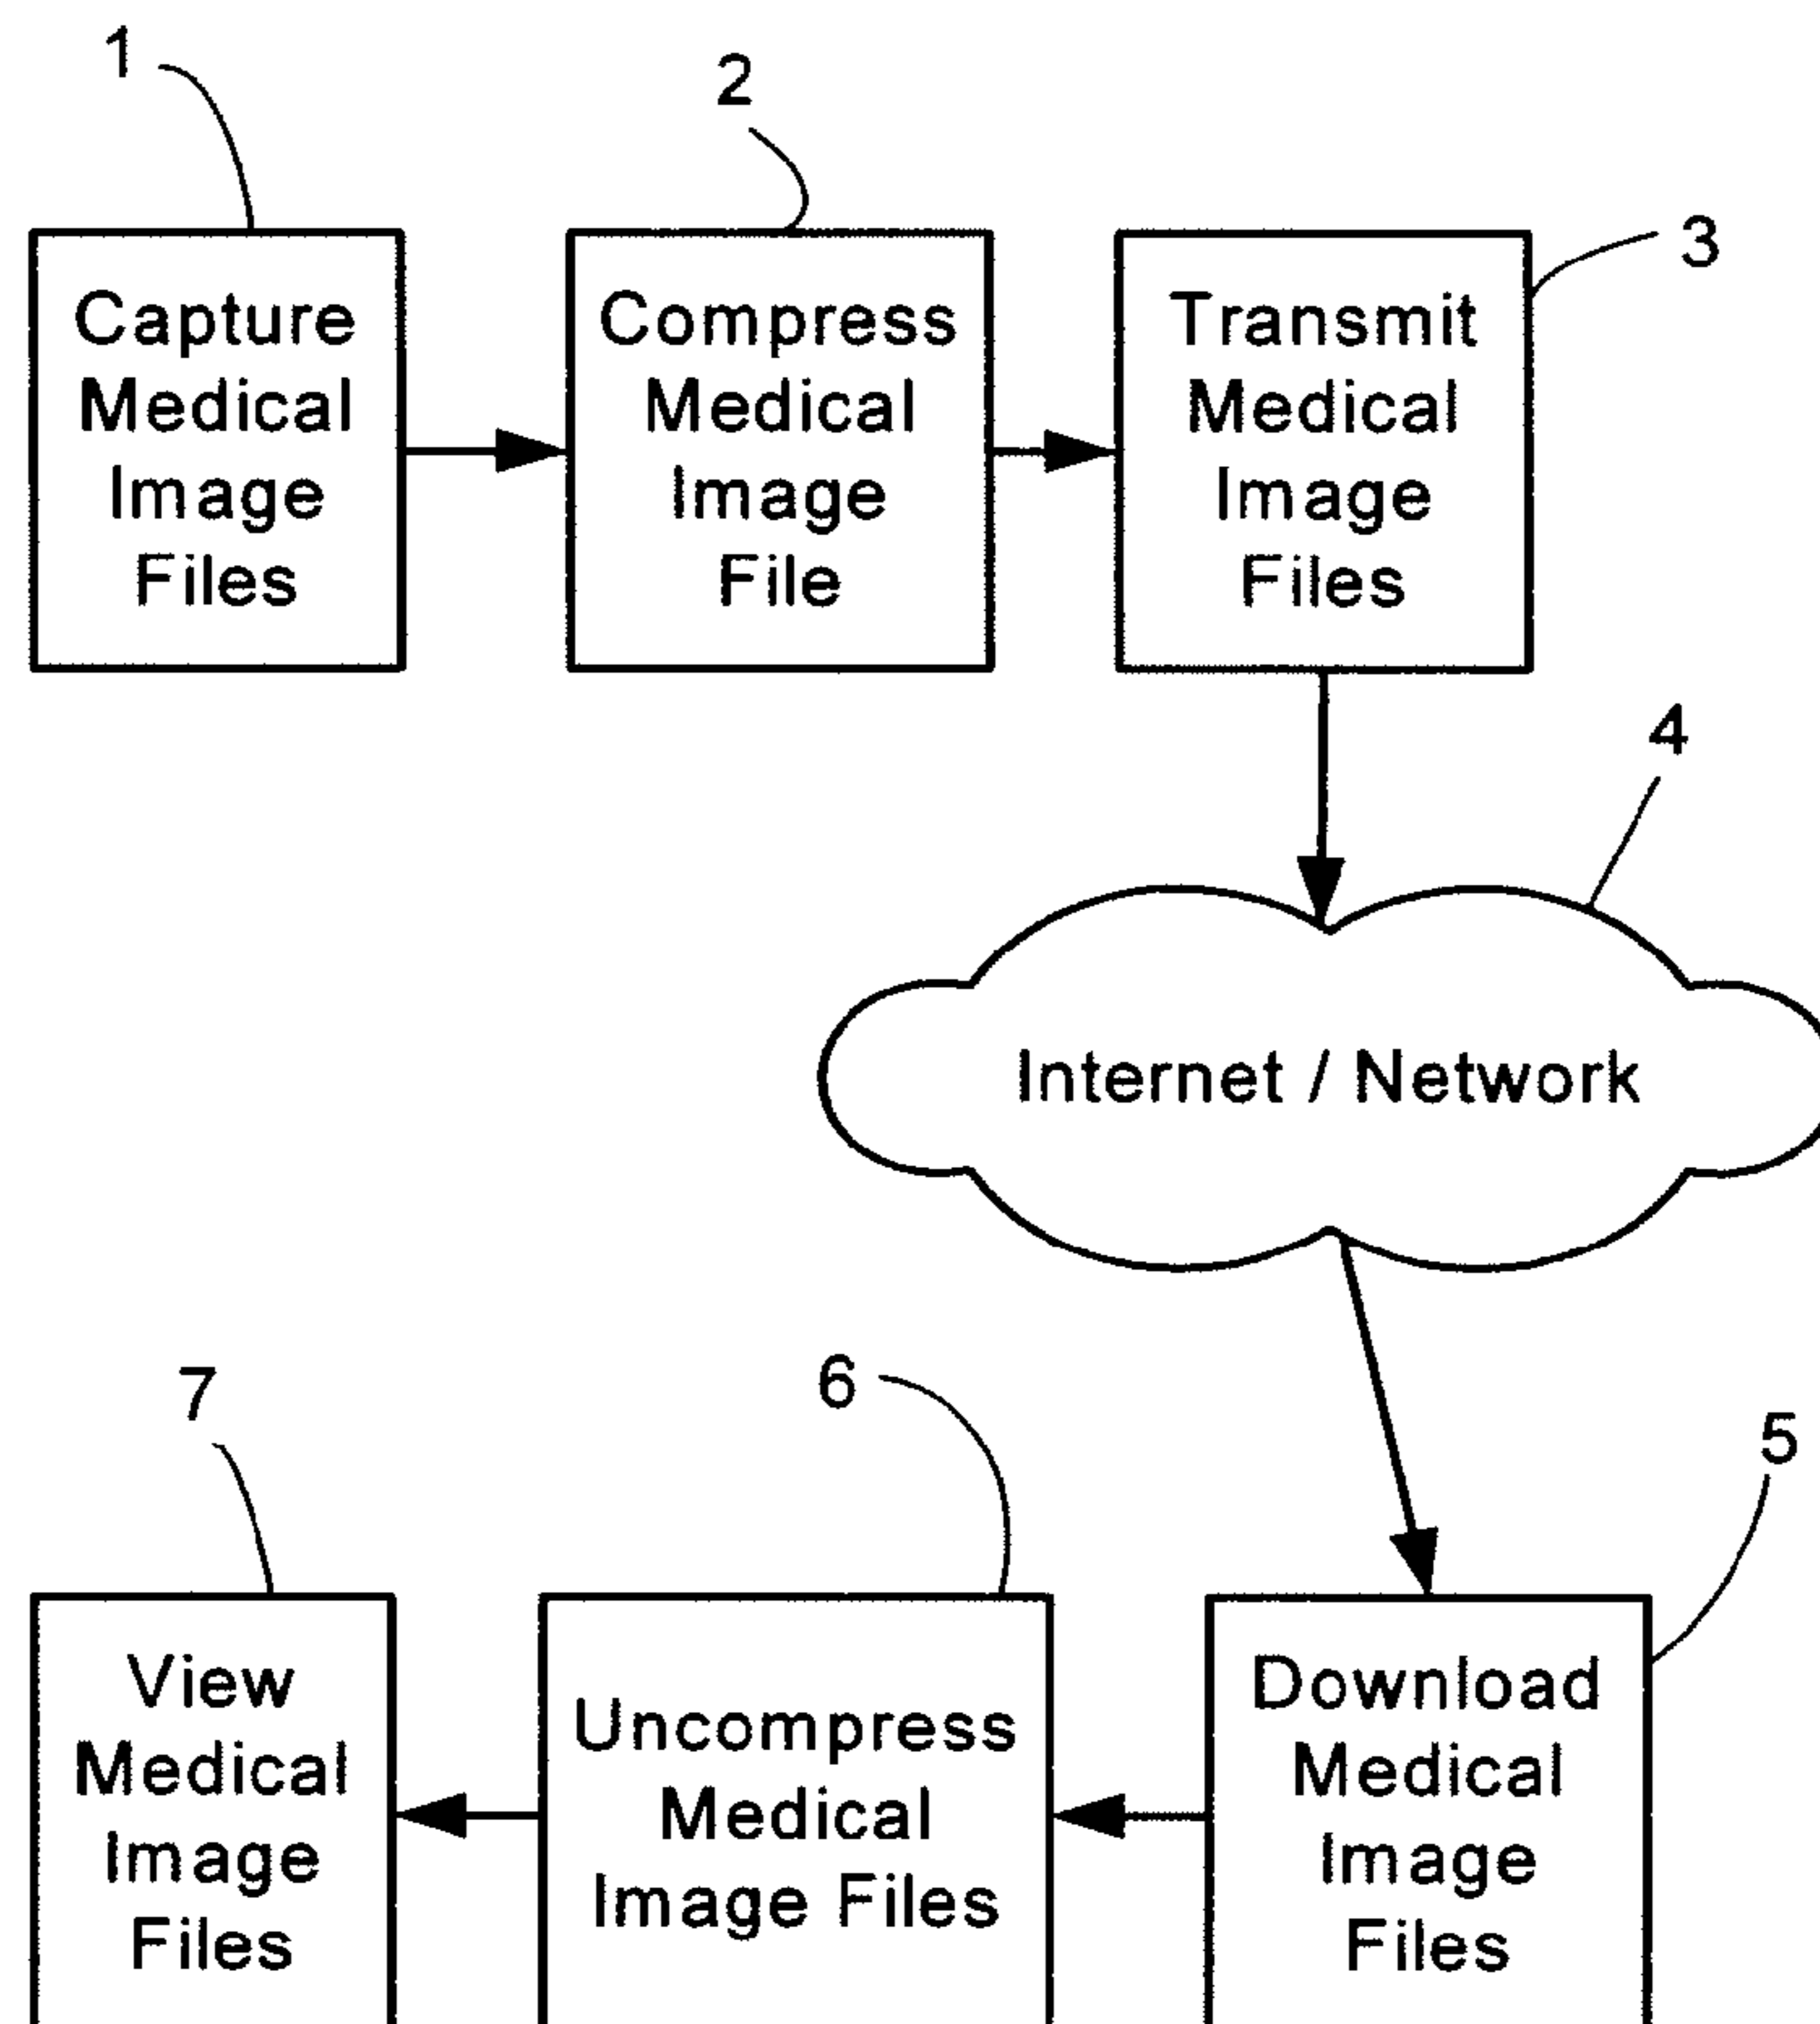 1
2
3
Capture
Medical
Image
Files
Compress
Medical
Image
File
Transmit
Medical
Image
Files
4
Internet / Network
5
6
7
Download
Medical
Image
Files
Uncompress
Medical
Image Files
View
Medical
Image
Files